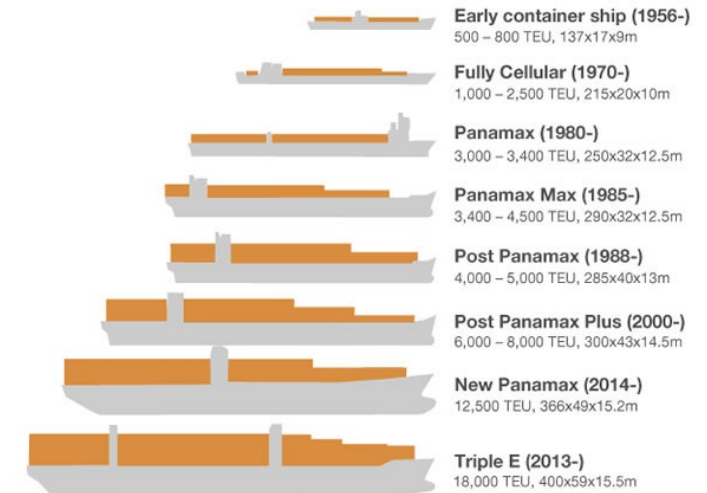 Early container ship (1956-)
500 – 800 TEU, 137x17x9m
Fully Cellular (1970-)
1,000 – 2,500 TEU, 215x20x10m
Panamax (1980-)
3,000 – 3,400 TEU, 250x32x12.5m
Panamax Max (1985-)
3,400 – 4,500 TEU, 290x32x12.5m
Post Panamax (1988-)
4,000 – 5,000 TEU, 285x40x13m
Post Panamax Plus (2000-)
6,000 – 8,000 TEU, 300x43x14.5m
New Panamax (2014-)
12,500 TEU, 366x49x15.2m
Triple E (2013-)
18,000 TEU, 400x59x15.5m